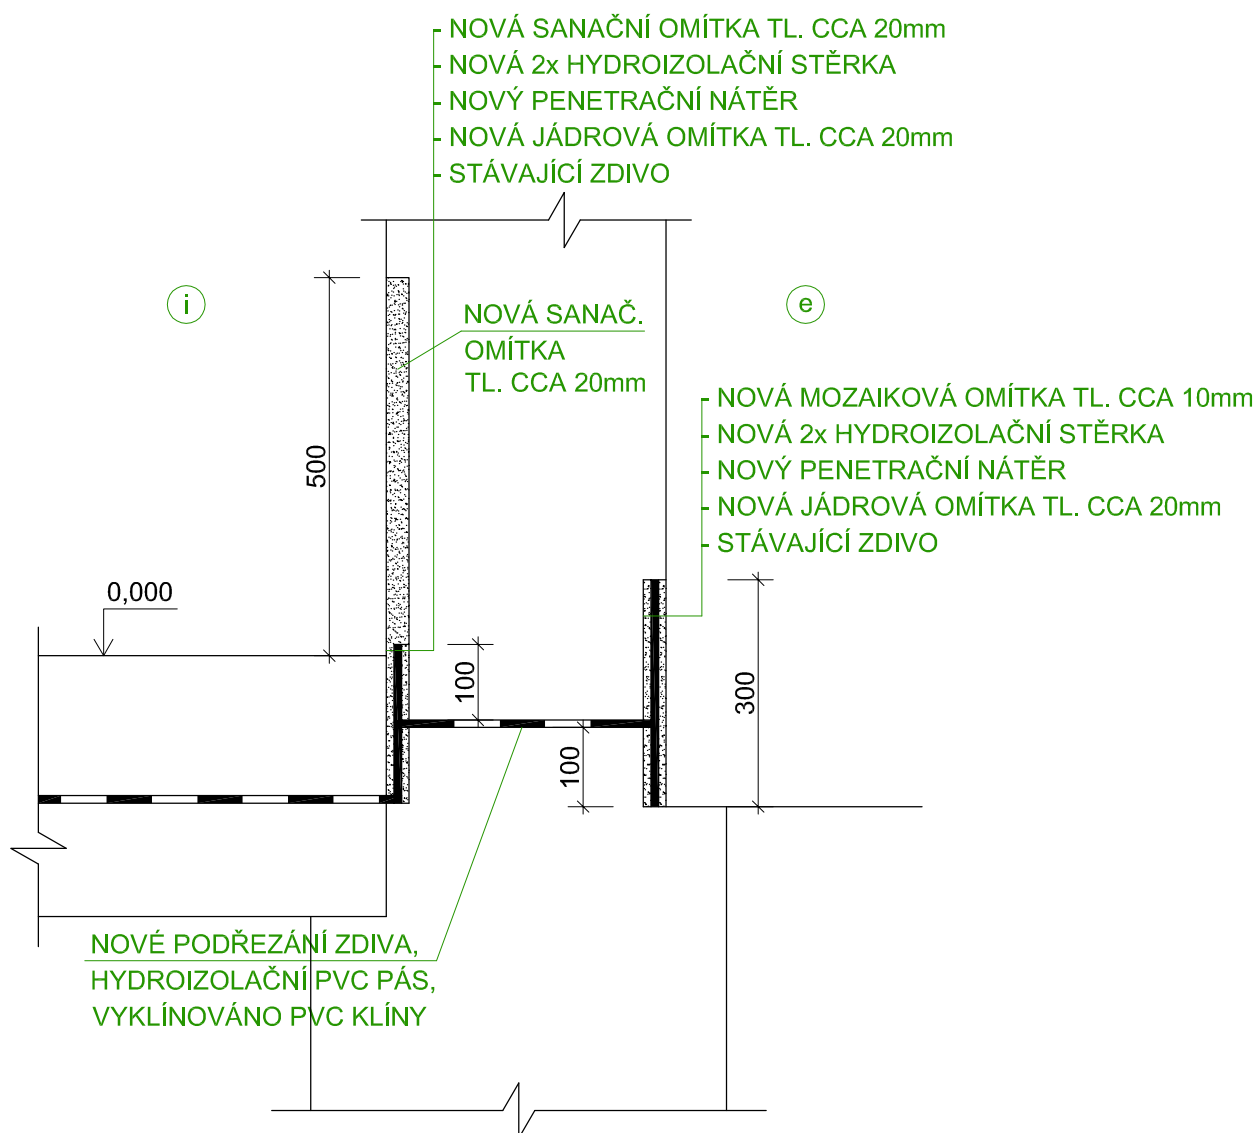 NOVÁ SANAČNÍ OMÍTKA TL. CCA 20mm
NOVÁ 2x HYDROIZOLAČNÍ STĚRKA
NOVÝ PENETRAČNÍ NÁTĚR
NOVÁ JÁDROVÁ OMÍTKA TL. CCA 20mm
STÁVAJÍCÍ ZDIVO
i
e
NOVÁ SANAČ.
OMÍTKA
TL. CCA 20mm
NOVÁ MOZAIKOVÁ OMÍTKA TL. CCA 10mm
NOVÁ 2x HYDROIZOLAČNÍ STĚRKA
NOVÝ PENETRAČNÍ NÁTĚR
NOVÁ JÁDROVÁ OMÍTKA TL. CCA 20mm
STÁVAJÍCÍ ZDIVO
500
0,000
100
300
100
NOVÉ PODŘEZÁNÍ ZDIVA,
HYDROIZOLAČNÍ PVC PÁS,
VYKLÍNOVÁNO PVC KLÍNY